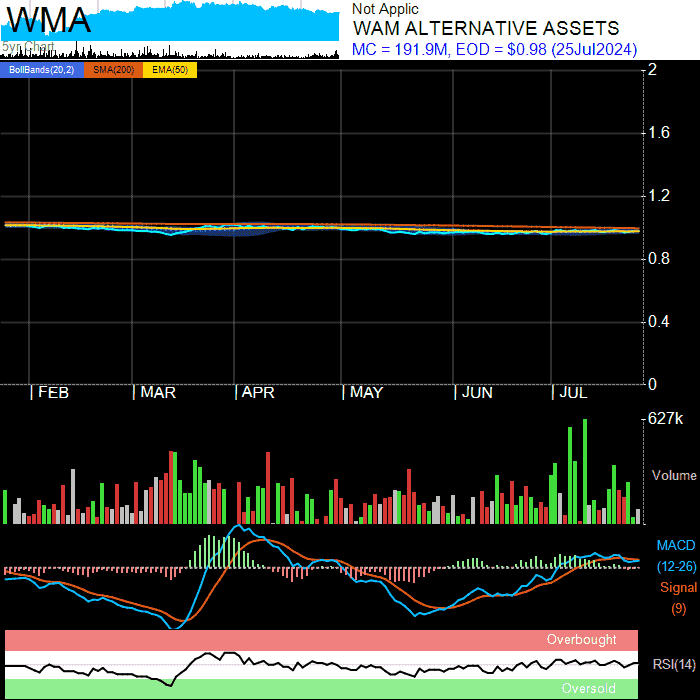 WMA
5yr Chart
Not Applic
WAM ALTERNATIVE ASSETS
MC = 191.9M, EOD = $0.98 (25Jul2024)
BollBands(20,2) SMA(200) EMA(50)
2
1.6
1.2
0.8
0.4
0
FEB MAR APR MAY JUN JUL
627k
Volume
MACD
(12-26)
Signal
(9)
Overbought
RSI(14)
Oversold